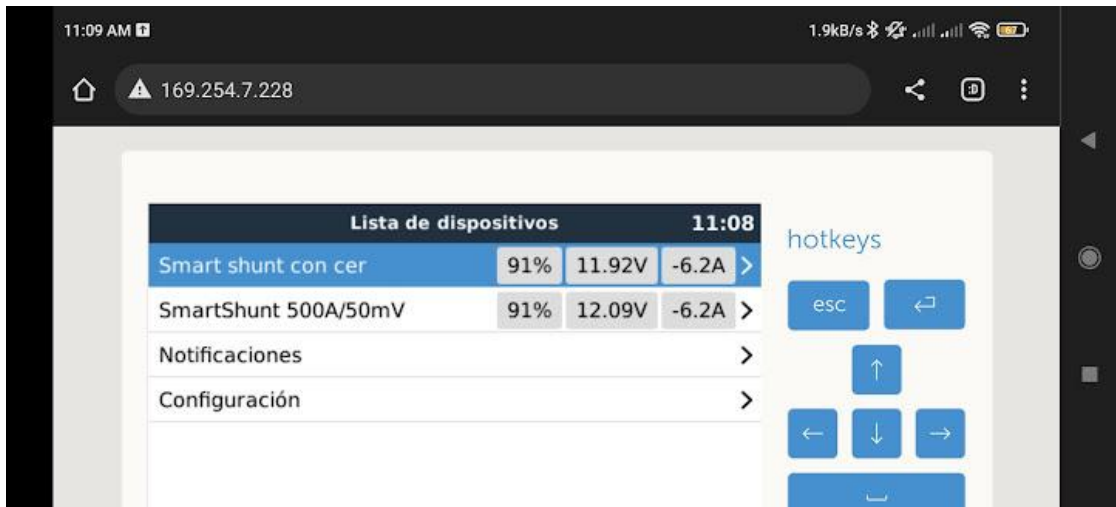 11:09 AM
1.9kB/s 67
169.254.7.228 :D
Lista de dispositivos 11:08
hotkeys
Smart shunt con cer 91% 11.92V -6.2A
SmartShunt 500A/50mV 91% 12.09V -6.2A
esc
Notificaciones
Configuración